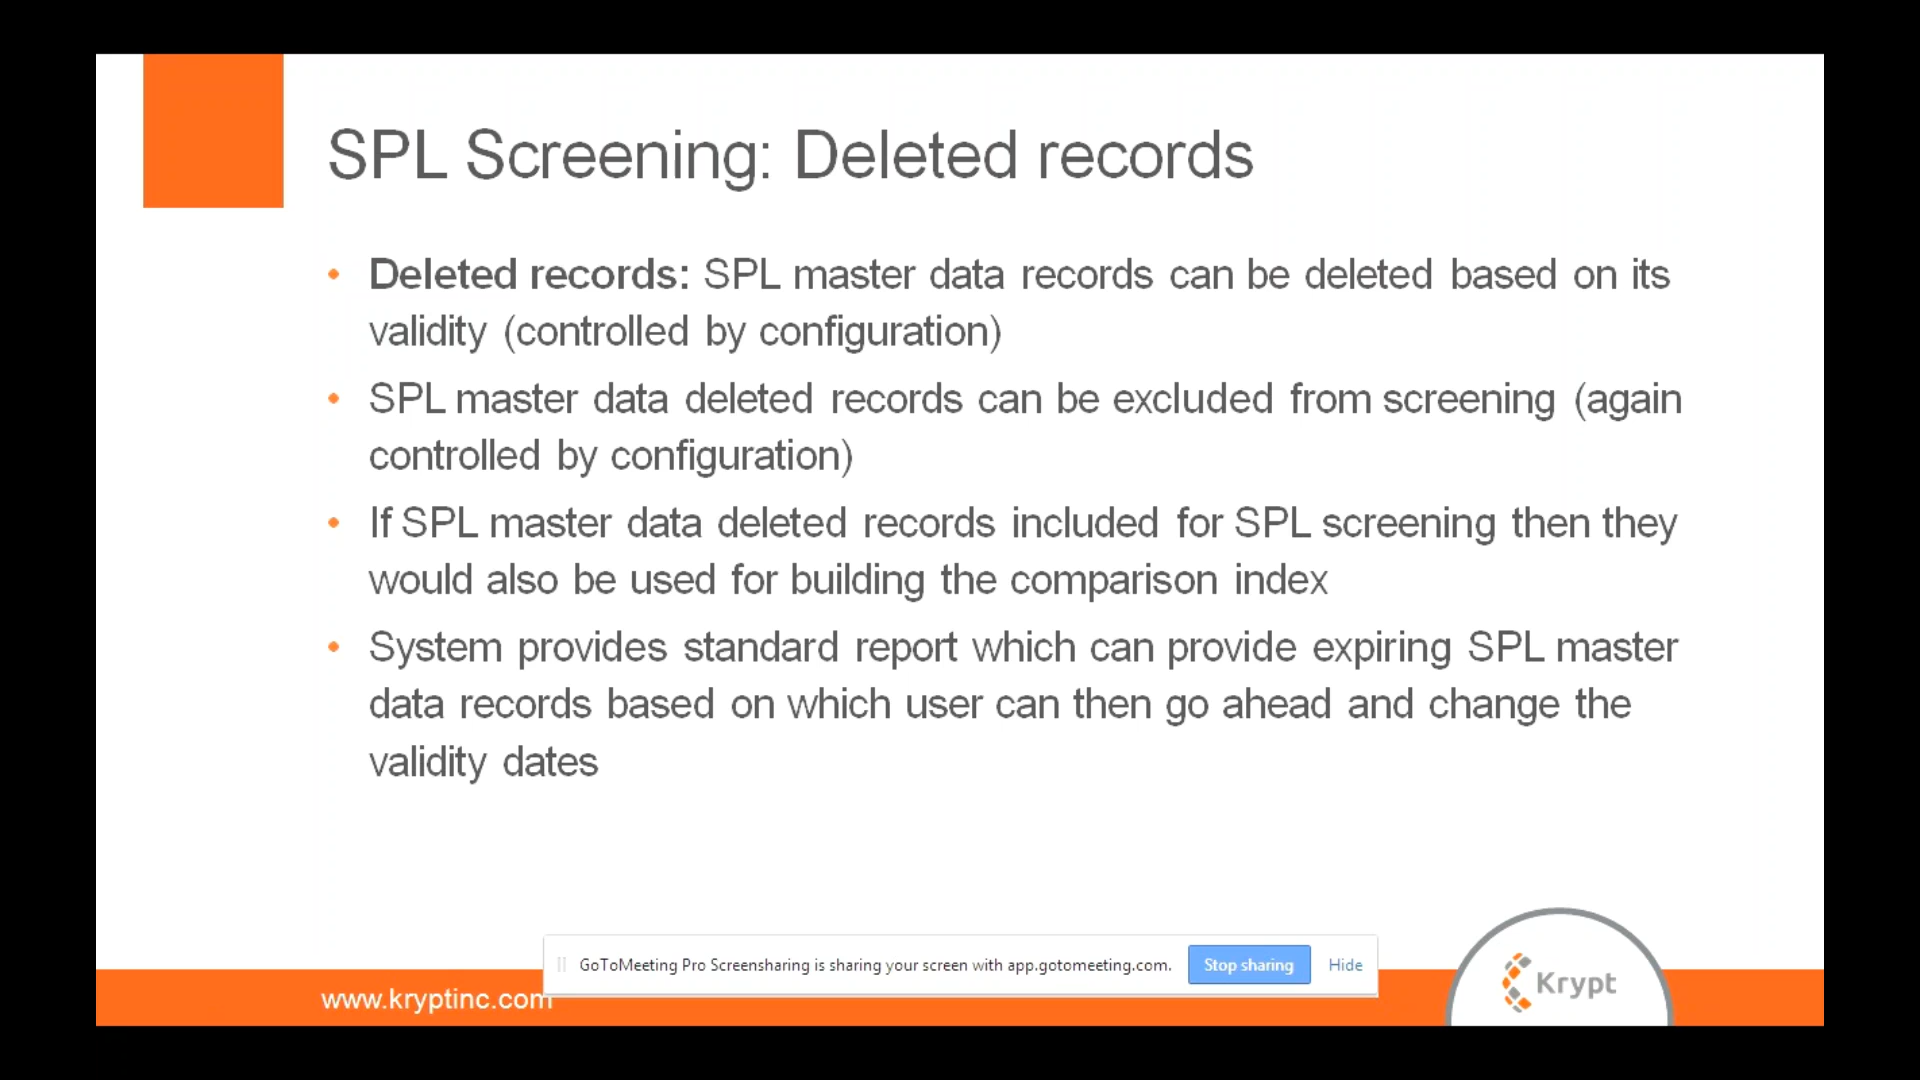 SPL Screening: Deleted records
• Deleted records: SPL master data records can be deleted based on its
validity (controlled by configuration)
• SPL master data deleted records can be excluded from screening (again
controlled by configuration)
• If SPL master data deleted records included for SPL screening then they
would also be used for building the comparison index
• System provides standard report which can provide expiring SPL master
data records based on which user can then go ahead and change the
validity dates
GoToMeeting Pro Screensharing is sharing your screen with app.gotomeeting.com. Stop sharing Hide
www.kryptinc.com
Krypt